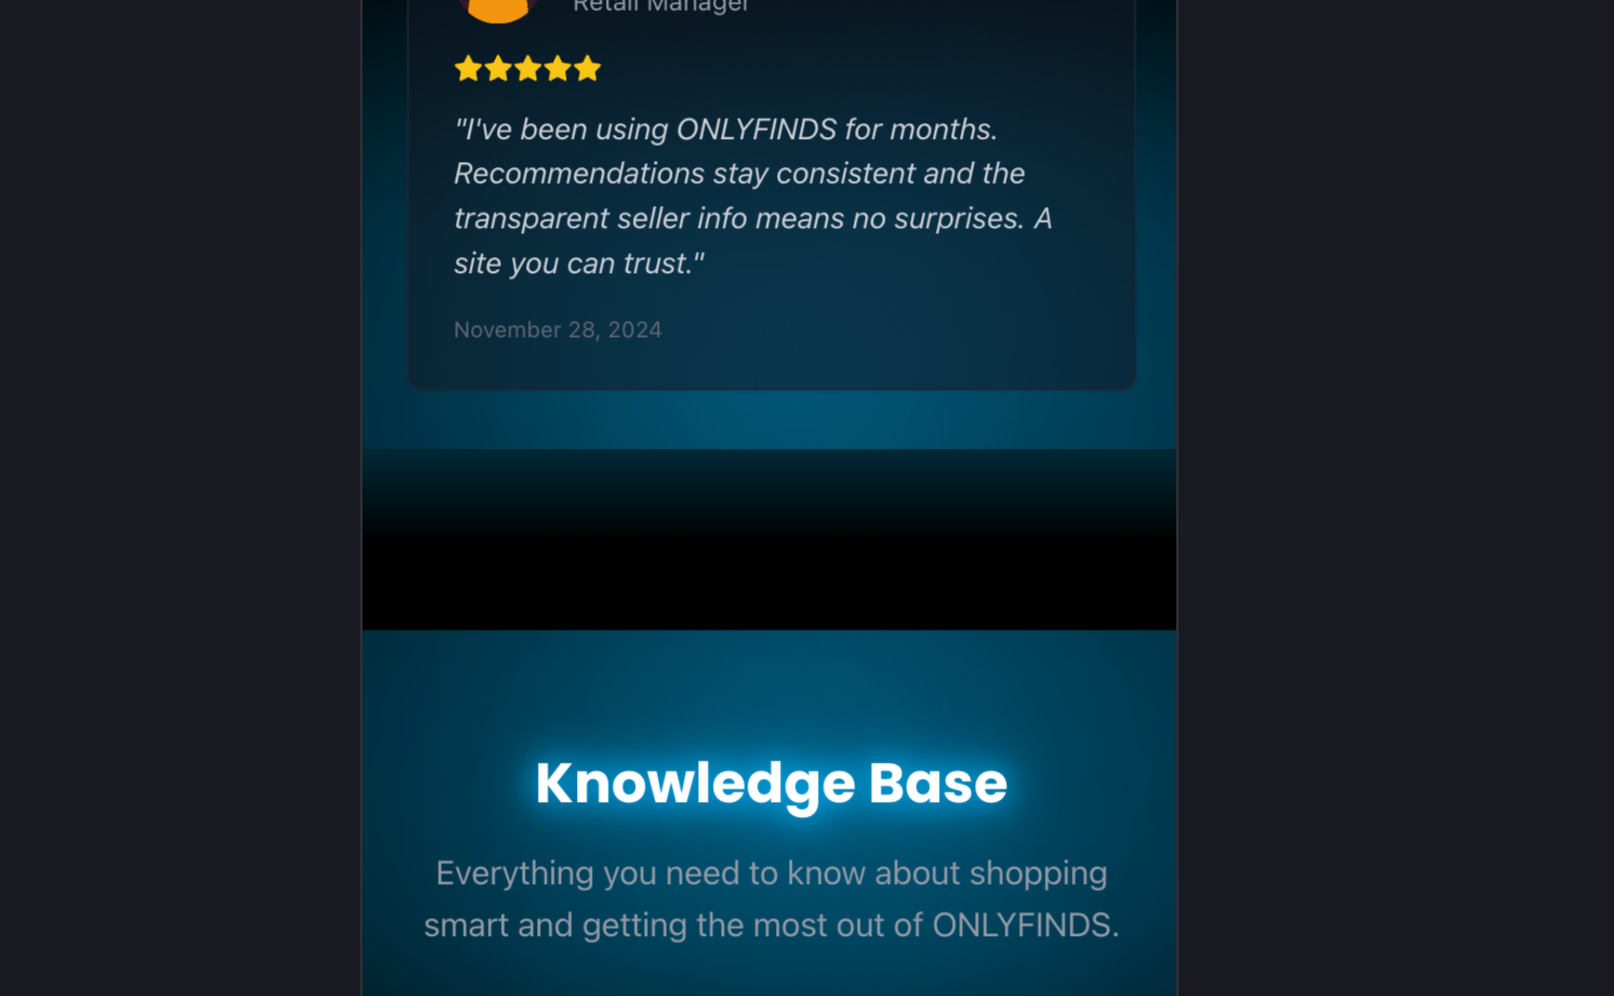 Retail Manager
"I've been using ONLYFINDS for months.
Recommendations stay consistent and the
transparent seller info means no surprises. A
site you can trust."
November 28, 2024
Knowledge Base
Everything you need to know about shopping
smart and getting the most out of ONLYFINDS.